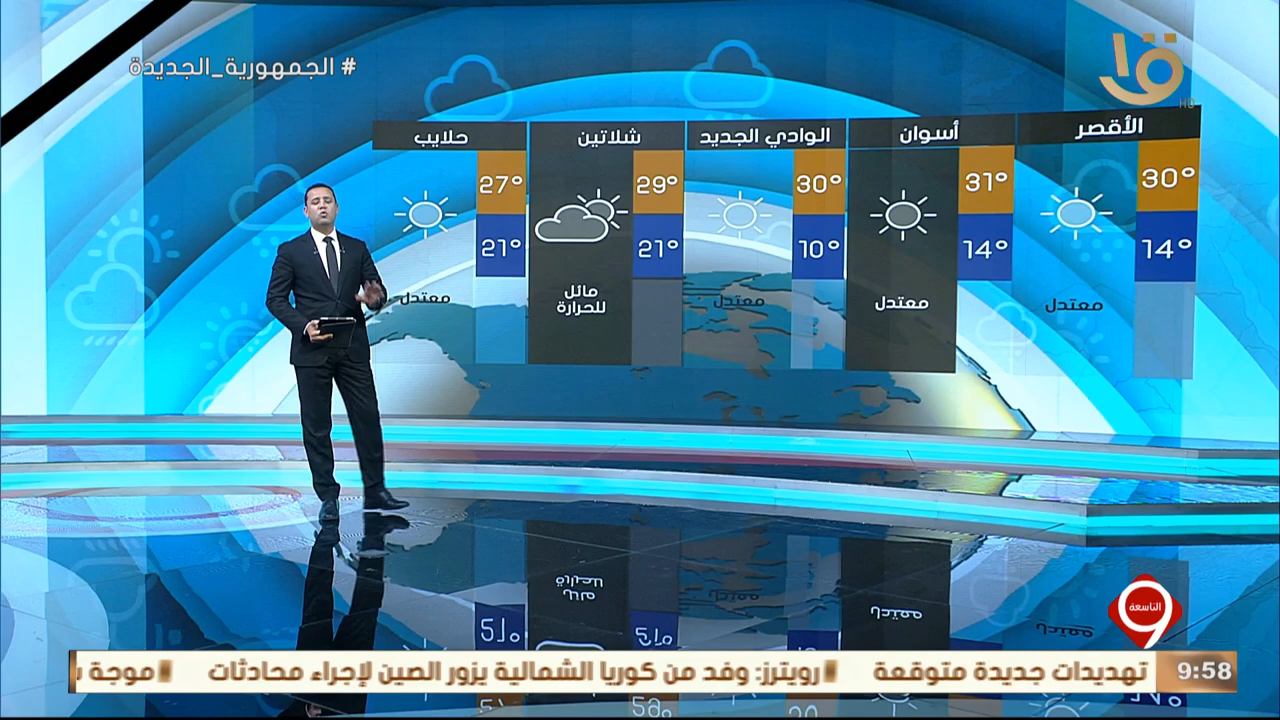 # الجمهورية_الجديدة
الأقصر
30°
14°
معتدل
أسوان
31°
14°
معتدل
الوادي الجديد
30°
10°
معتدل
شلاتين
29°
21°
مائل
للحرارة
حلايب
27°
21°
معتدل
HD
التاسعة
9
9:58
تهديدات جديدة متوقعة
رويترز: وفد من كوريا الشمالية يزور الصين لإجراء محادثات
موجة